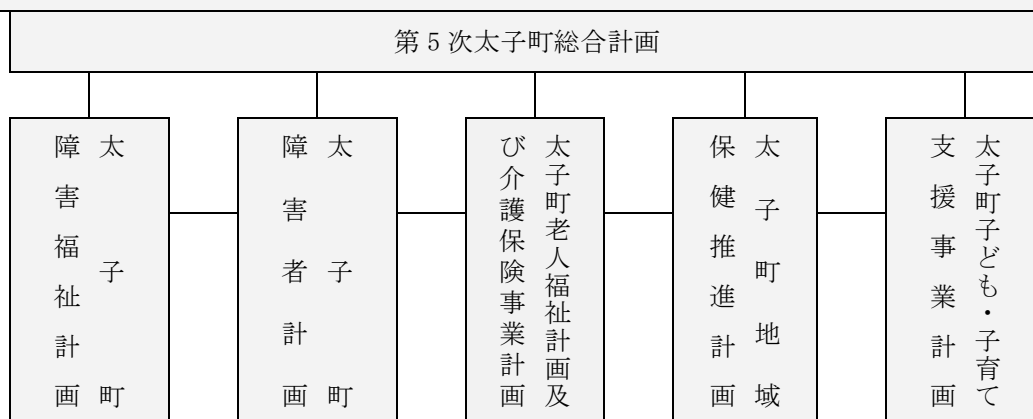 第5次太子町総合計画
太子町
障害福祉計画
太子町
障害者計画
太子町老人福祉計画及
び介護保険事業計画
太子町地域
保健推進計画
太子町子ども・子育て
支援事業計画